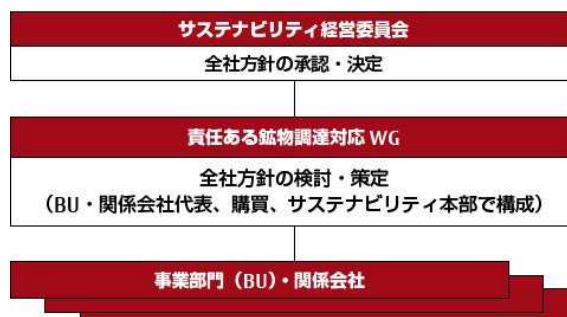 サステナビリティ経営委員会
全社方針の承認・決定
責任ある鉱物調達対応 WG
全社方針の検討・策定
(BU・関係会社代表、購買、サステナビリティ本部で構成)
事業部門(BU)・関係会社